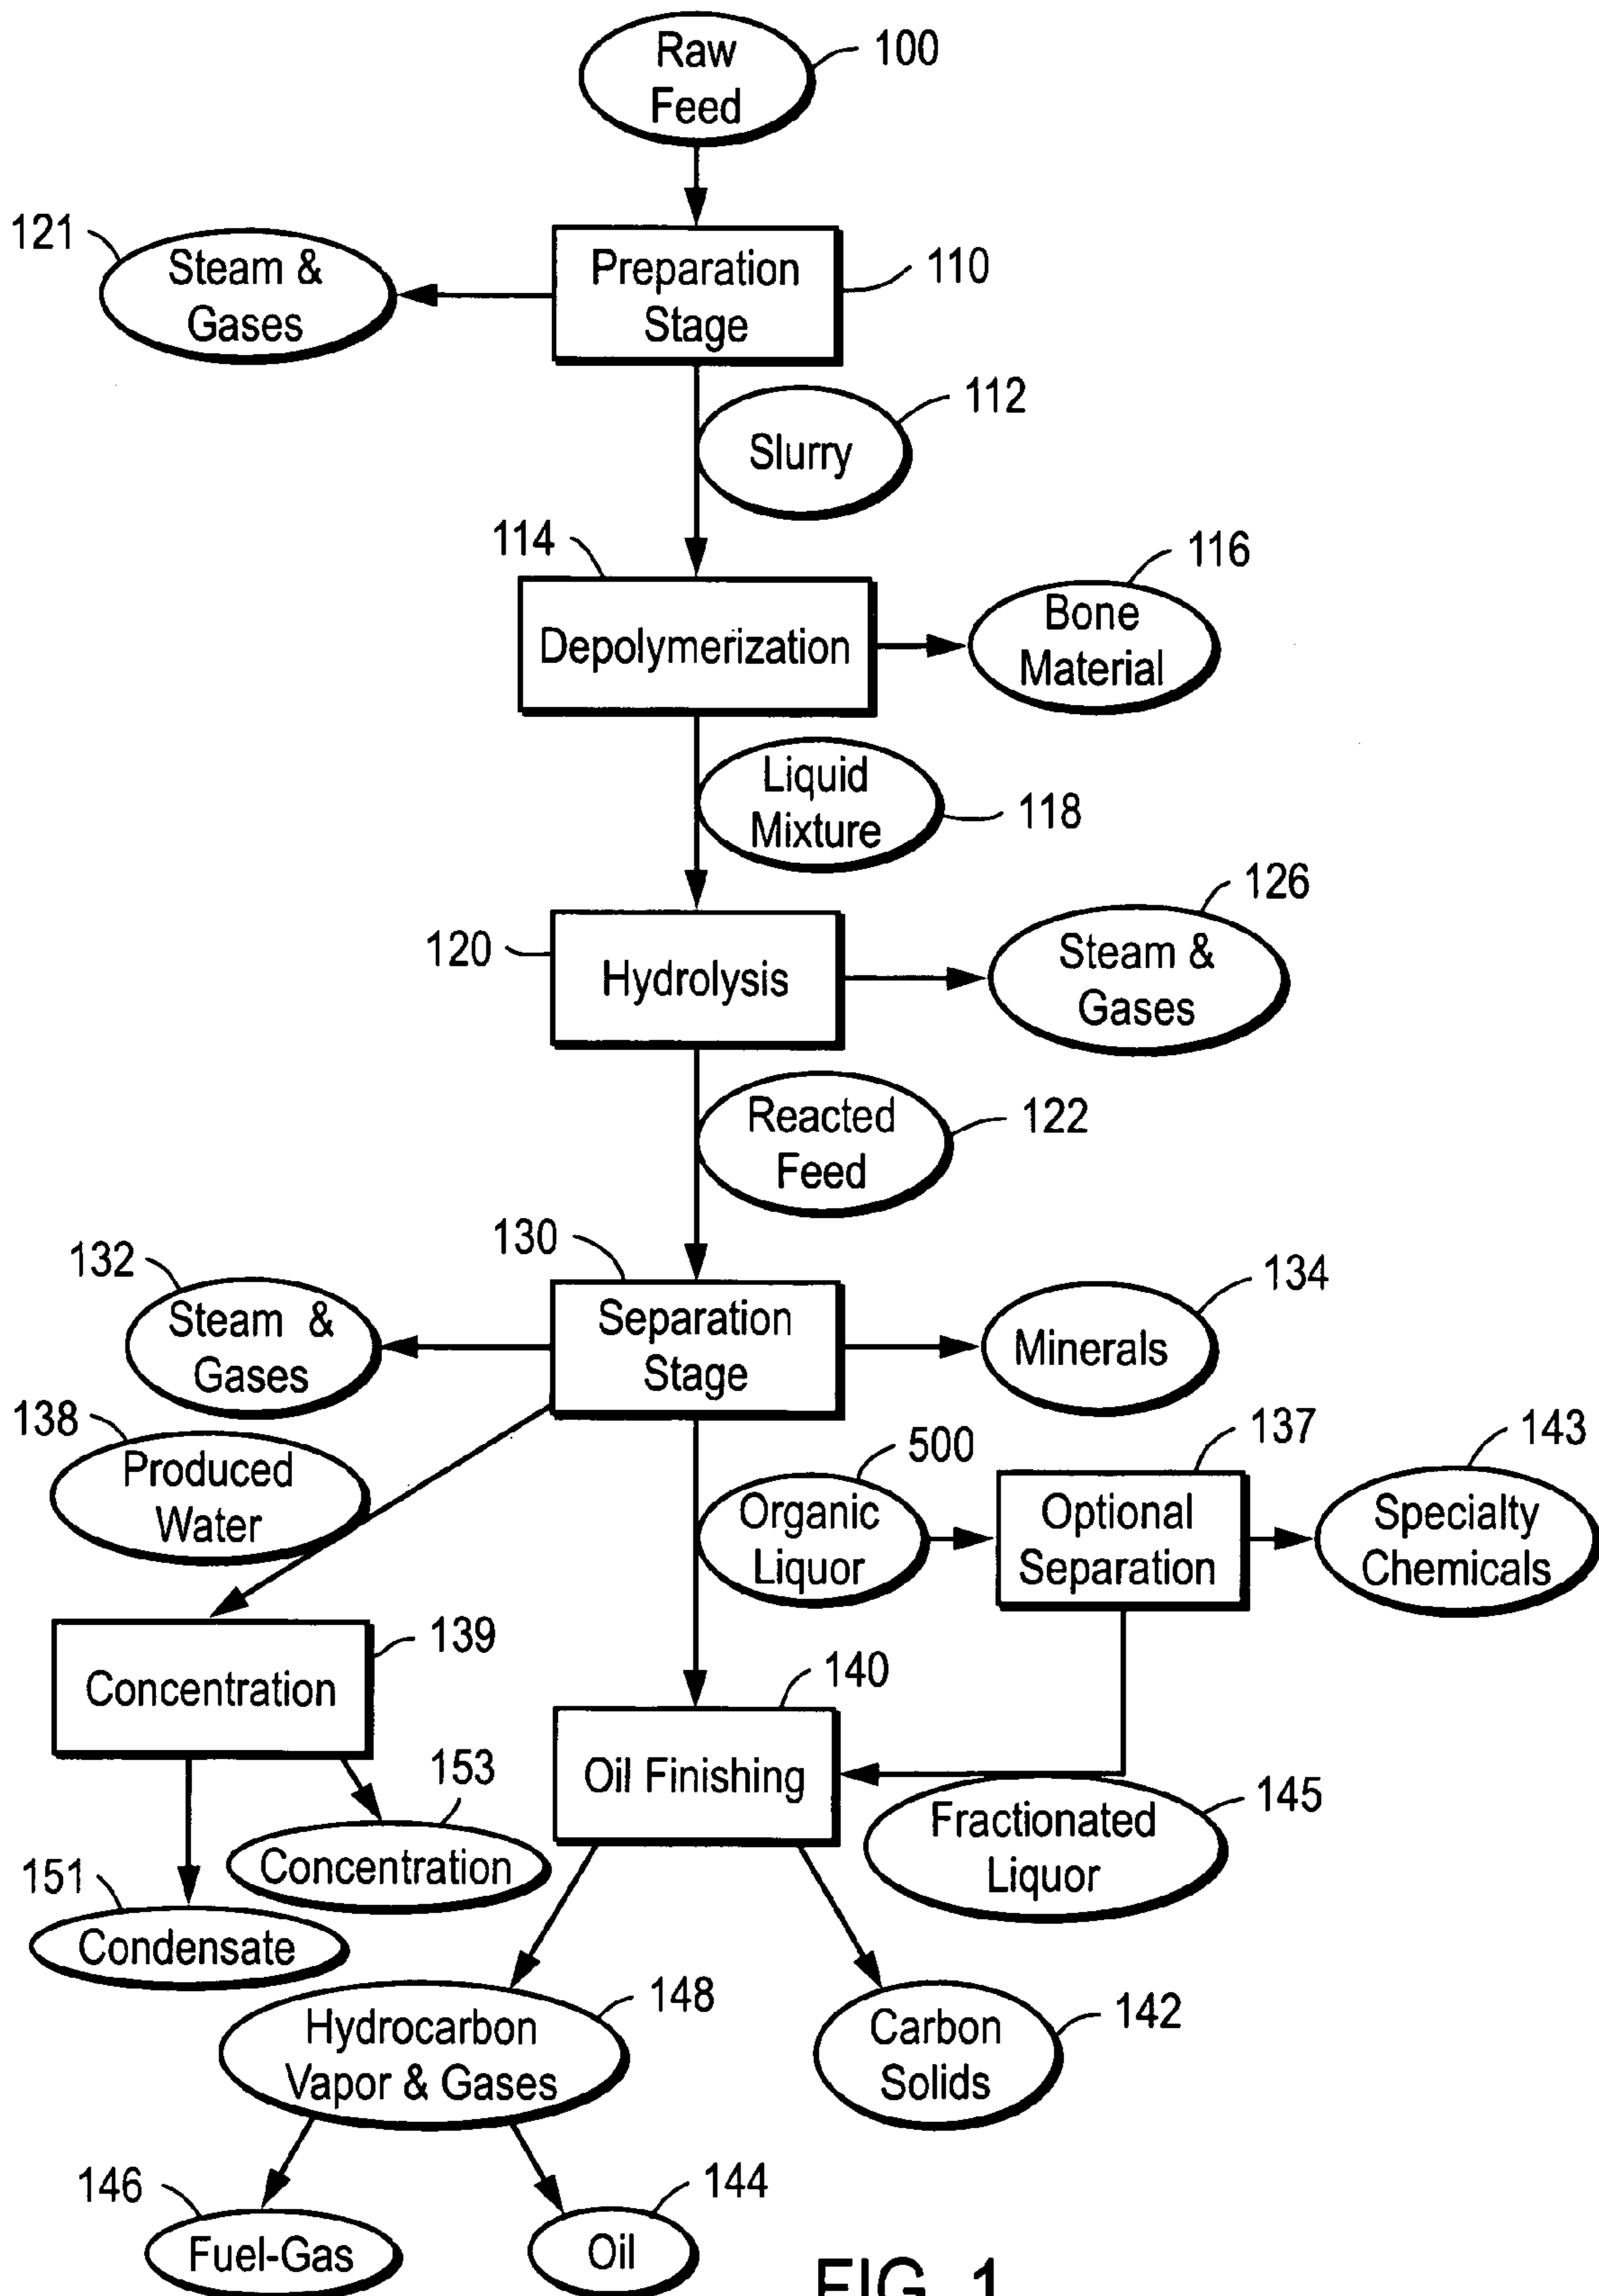 Raw
Feed
100
121
Steam &
Gases
Preparation
Stage
110
112
Slurry
114
Depolymerization
116
Bone
Material
Liquid
Mixture
118
120
Hydrolysis
126
Steam &
Gases
Reacted
Feed
122
130
132
Steam &
Gases
Separation
Stage
134
Minerals
138
Produced
Water
500
Organic
Liquor
137
Optional
Separation
143
Specialty
Chemicals
139
Concentration
140
Oil Finishing
153
Concentration
145
Fractionated
Liquor
151
Condensate
148
Hydrocarbon
Vapor & Gases
142
Carbon
Solids
146
Fuel-Gas
144
Oil
FIG. 1